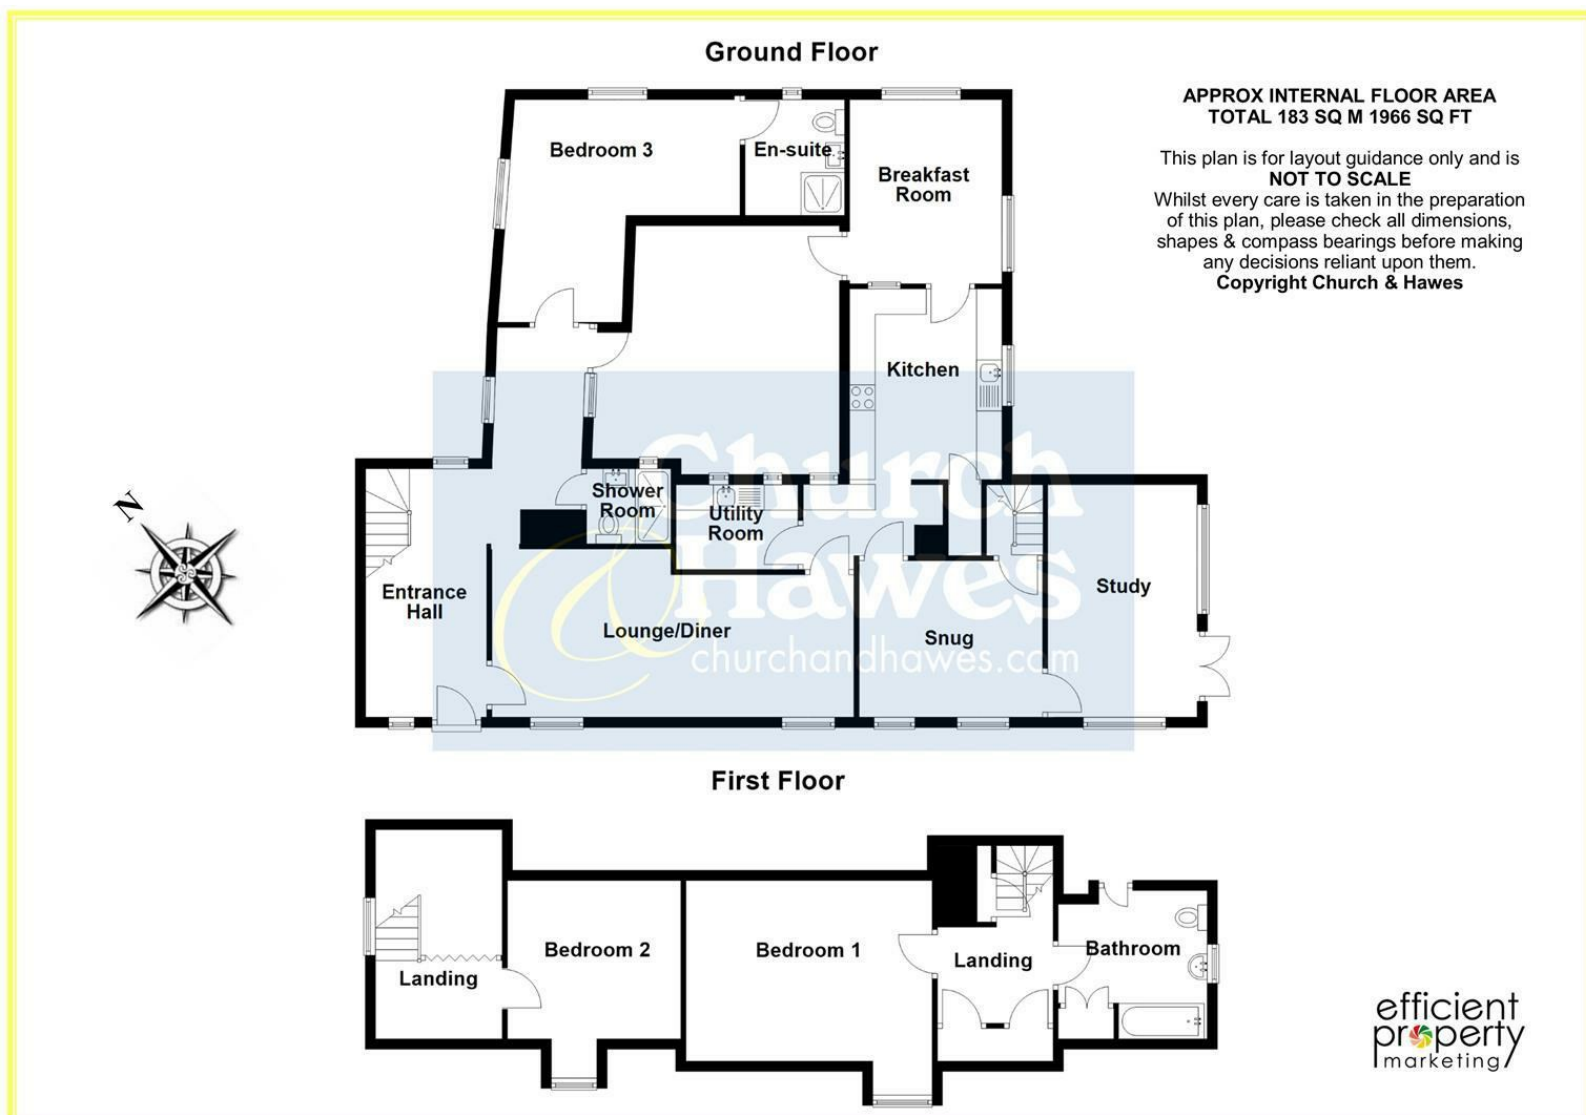 Ground Floor
APPROX INTERNAL FLOOR AREA
TOTAL 183 SQ M 1966 SQ FT
This plan is for layout guidance only and is
NOT TO SCALE
Whilst every care is taken in the preparation
of this plan, please check all dimensions,
shapes & compass bearings before making
any decisions reliant upon them.
Copyright Church & Hawes
Bedroom 3
En-suite
Breakfast
Room
Kitchen
Shower
Room
Utility
Room
Entrance
Hall
Lounge/Diner
Snug
Study
N
Church
& Hawes
churchandhawes.com
First Floor
Landing
Bedroom 2
Bedroom 1
Landing
Bathroom
efficient
property
marketing